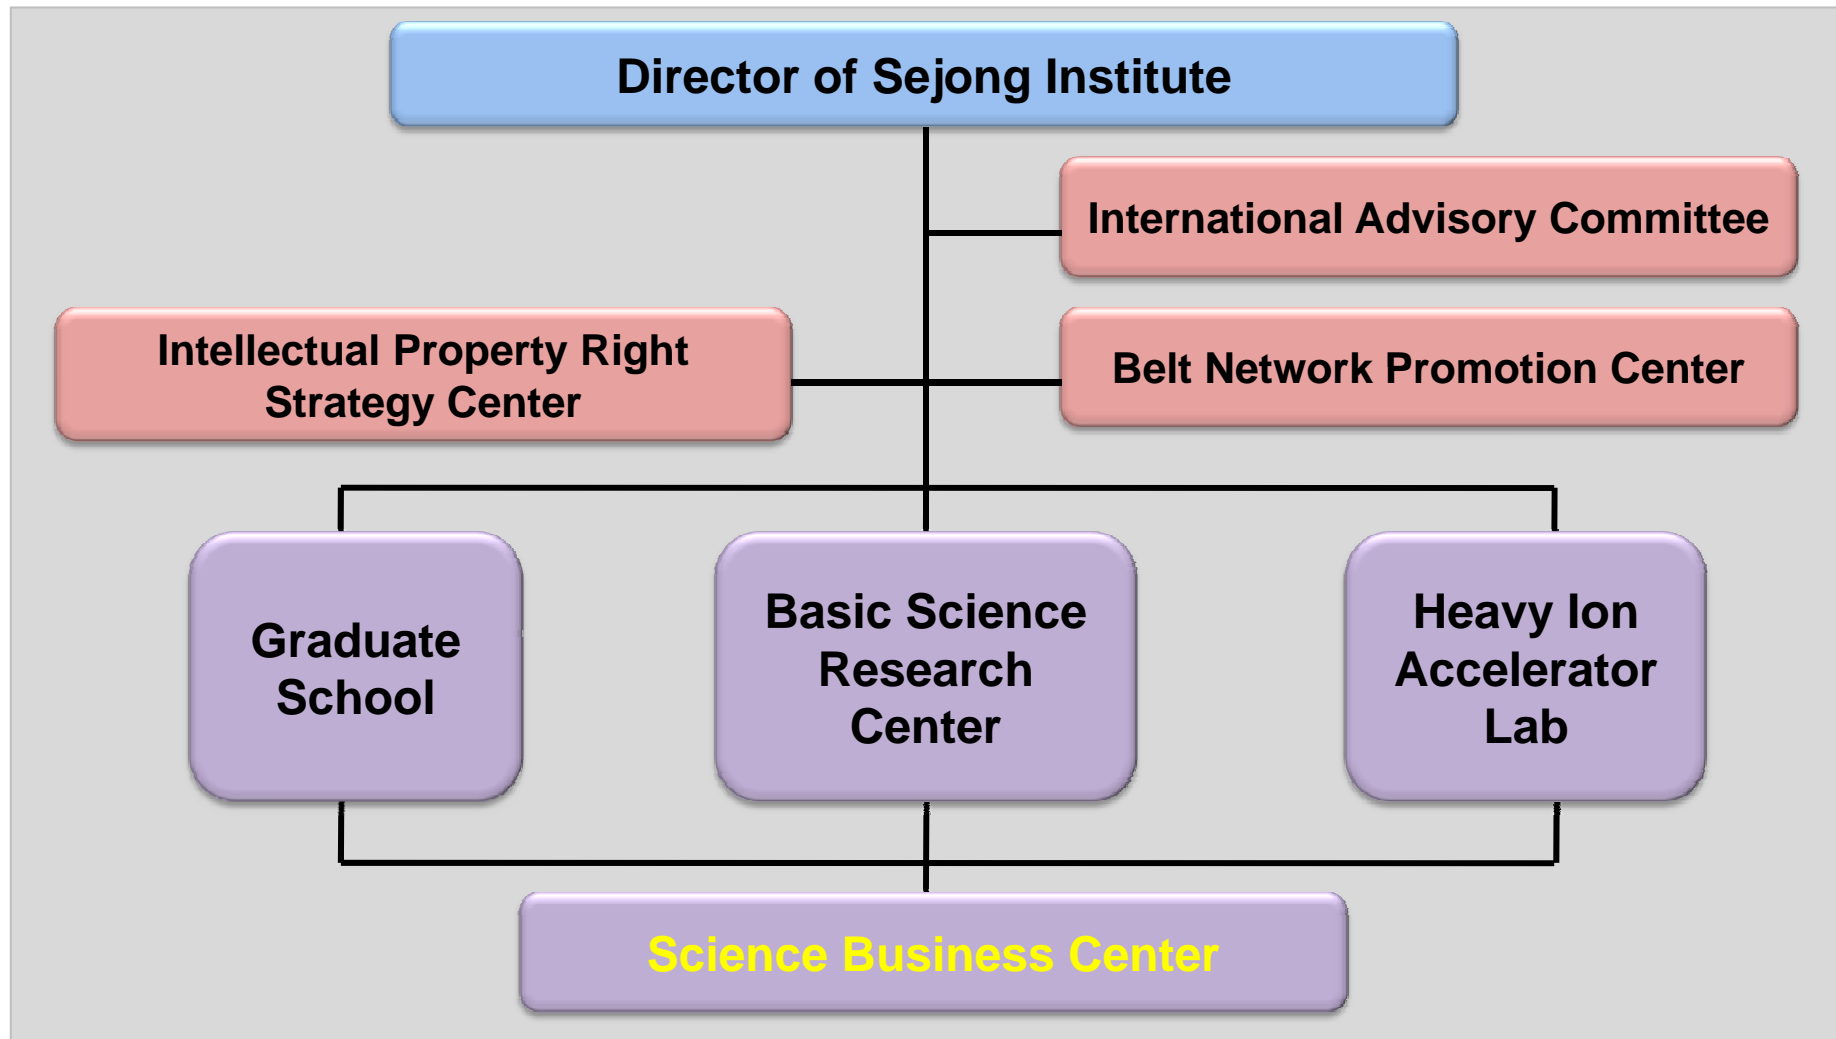 Director of Sejong Institute
International Advisory Committee
Intellectual Property Right
Strategy Center
Belt Network Promotion Center
Graduate
School
Basic Science
Research
Center
Heavy Ion
Accelerator
Lab
Science Business Center